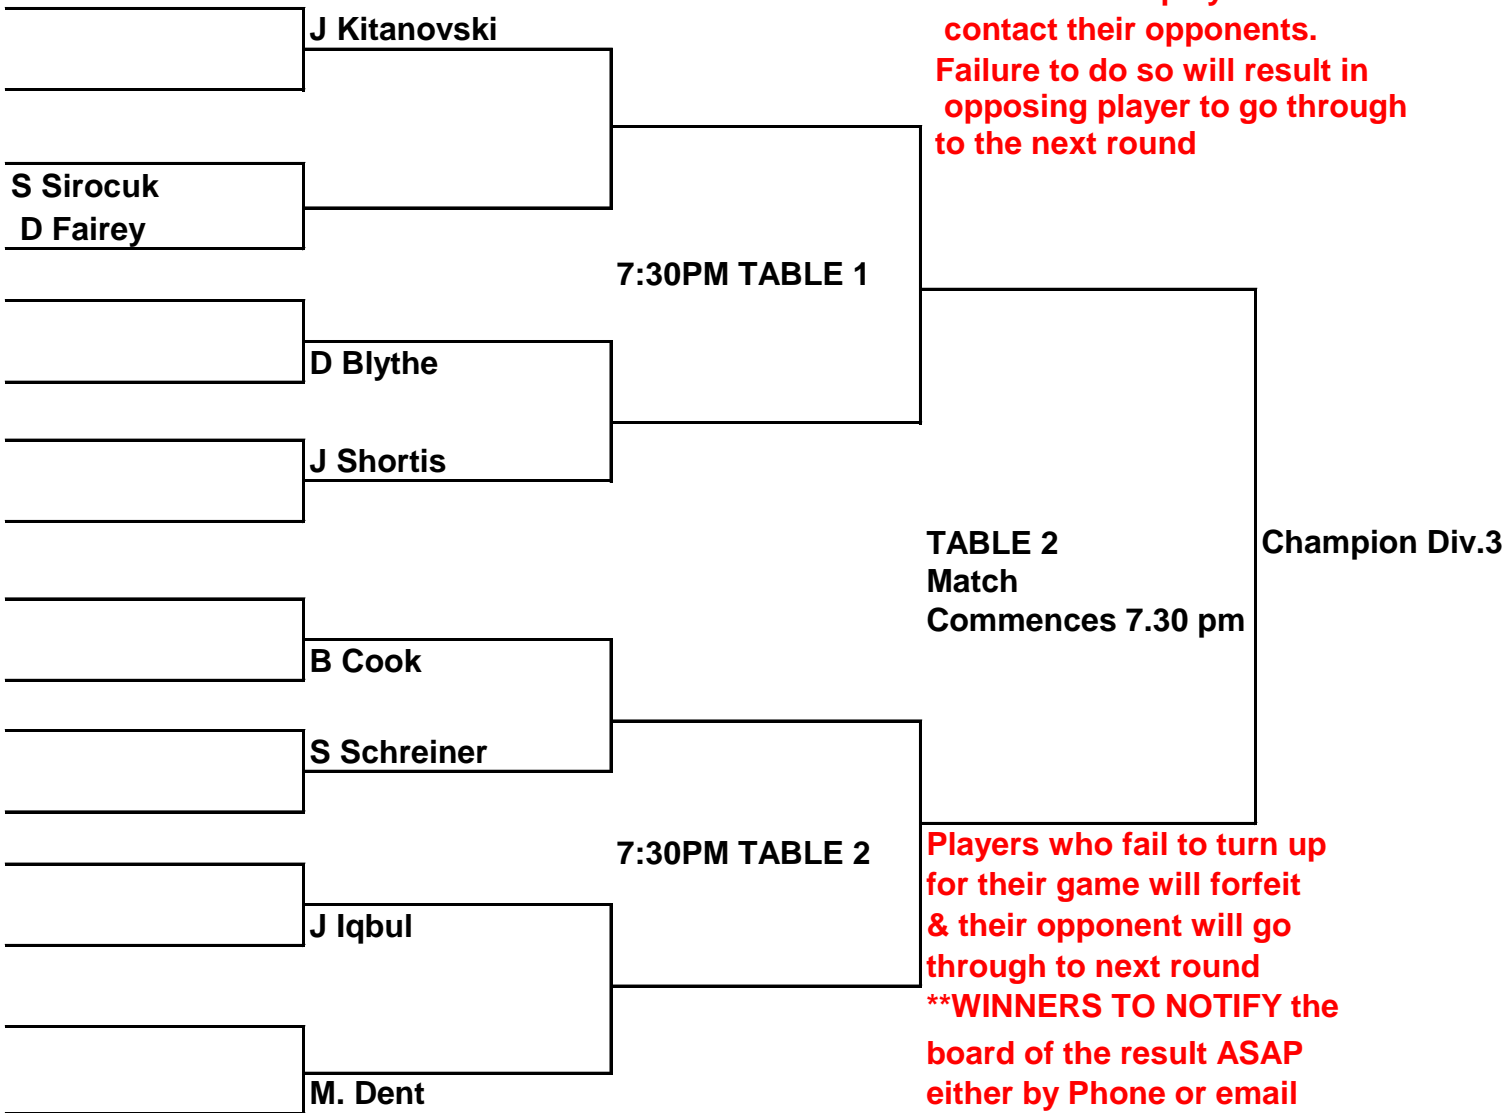 J Kitanovski
contact their opponents.
Failure to do so will result in
opposing player to go through
to the next round
S Sirocuk
D Fairey
7:30PM TABLE 1
D Blythe
J Shortis
TABLE 2
Match
Commences 7.30 pm
Champion Div.3
B Cook
S Schreiner
7:30PM TABLE 2
Players who fail to turn up
for their game will forfeit
& their opponent will go
through to next round
**WINNERS TO NOTIFY the
board of the result ASAP
either by Phone or email
J Iqbul
M. Dent